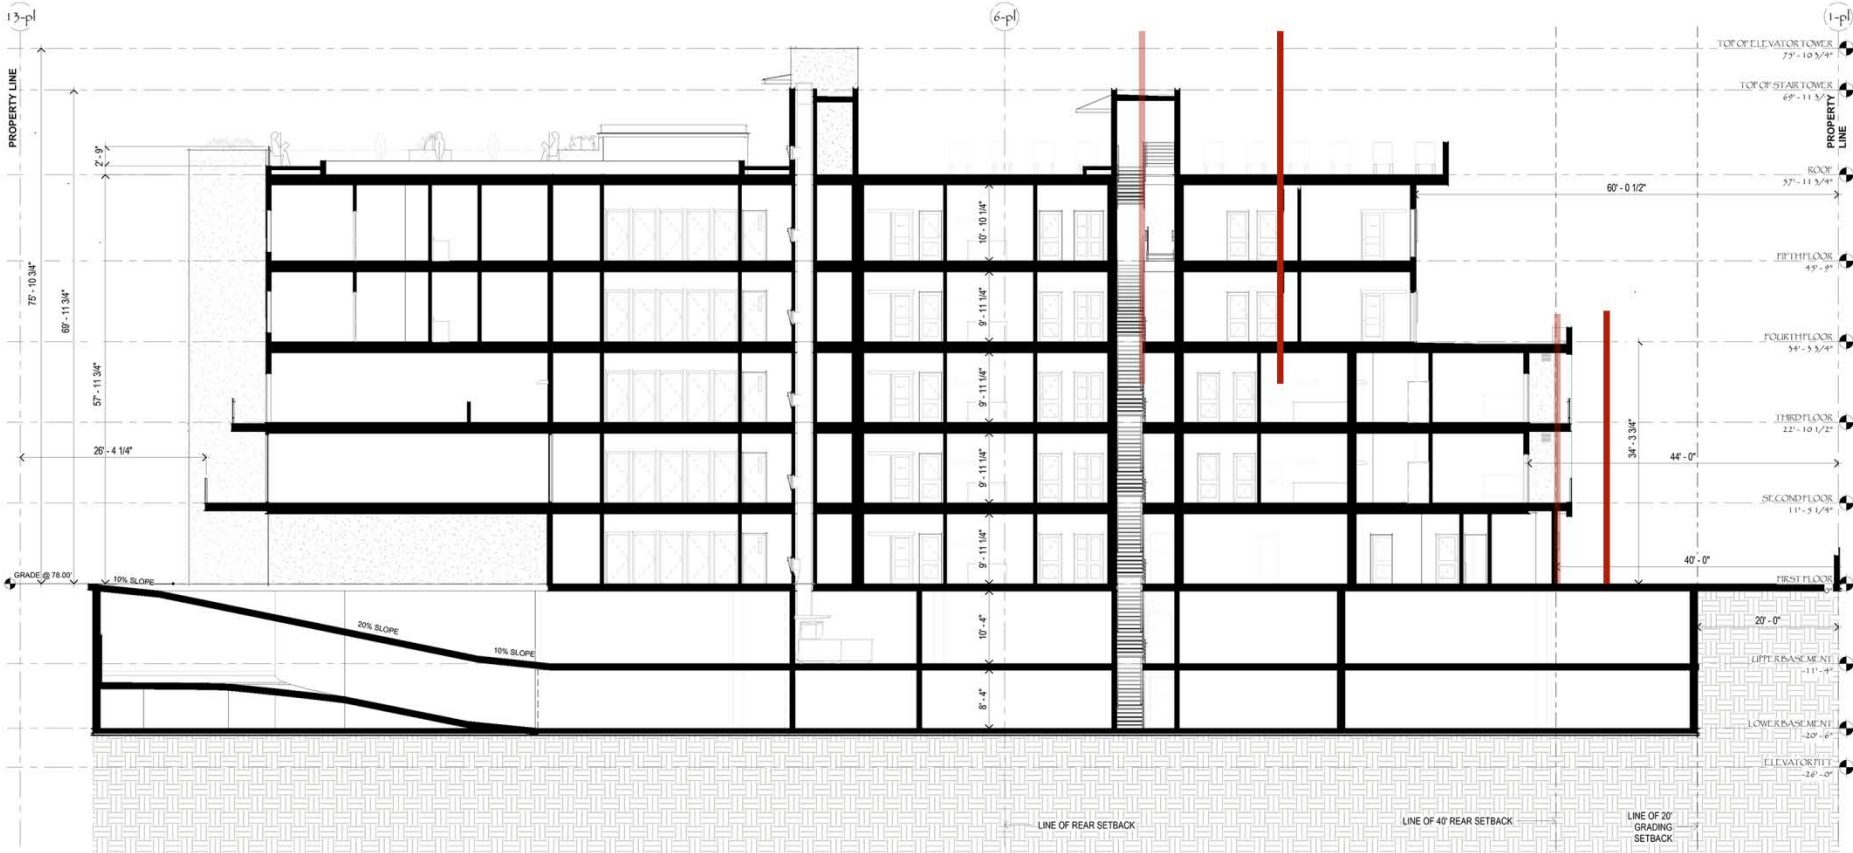 13-pl
6-pl
1-pl
TOP OF ELEVATOR TOWER
75' - 10 3/4"
PROPERTY LINE
TOP OF STAIR TOWER
69' - 11 3/4"
PROPERTY
LINE
2' - 9"
ROOF
57' - 11 3/4"
60' - 0 1/2"
10' - 10 1/4"
FIFTH FLOOR
45' - 9"
75' - 10 3/4"
69' - 11 3/4"
9' - 11 1/4"
FOURTH FLOOR
34' - 3 3/4"
57' - 11 3/4"
9' - 11 1/4"
THIRD FLOOR
22' - 10 1/2"
34' - 3 3/4"
26' - 4 1/4"
44' - 0"
9' - 11 1/4"
SECOND FLOOR
11' - 5 1/4"
9' - 11 1/4"
40' - 0"
GRADE @ 78.00'
10% SLOPE
FIRST FLOOR
20% SLOPE
10' - 4"
20' - 0"
10% SLOPE
UPPER BASEMENT
-11' - 4"
8' - 4"
LOWER BASEMENT
-20' - 6"
ELEVATOR PIT
-26' - 0"
LINE OF REAR SETBACK
LINE OF 40' REAR SETBACK
LINE OF 20'
GRADING
SETBACK